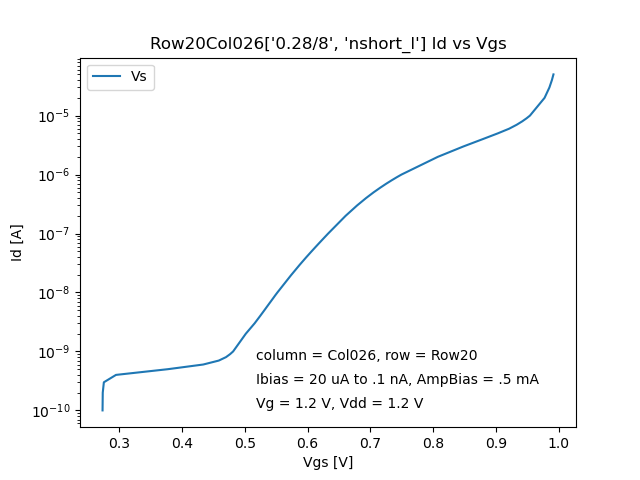 Row20Col026['0.28/8', 'nshort_l'] Id vs Vgs
Vs
10⁻⁵
10⁻⁶
10⁻⁷
10⁻⁸
10⁻⁹
10⁻¹⁰
Id [A]
column = Col026, row = Row20
Ibias = 20 uA to .1 nA, AmpBias = .5 mA
Vg = 1.2 V, Vdd = 1.2 V
0.3 0.4 0.5 0.6 0.7 0.8 0.9 1.0
Vgs [V]